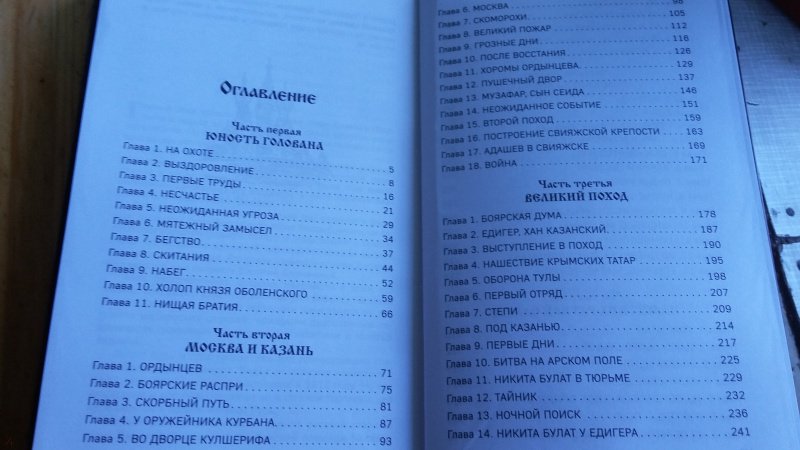 Оглавление
Часть первая
ЮНОСТЬ ГОЛОВАНА
Глава 1. НА ОХОТЕ 5
Глава 2. ВЫЗДОРОВЛЕНИЕ 8
Глава 3. ПЕРВЫЕ ТРУДЫ 16
Глава 4. НЕСЧАСТЬЕ 21
Глава 5. НЕОЖИДАННАЯ УГРОЗА 29
Глава 6. МЯТЕЖНЫЙ ЗАМЫСЕЛ 34
Глава 7. БЕГСТВО 37
Глава 8. СКИТАНИЯ 44
Глава 9. НАБЕГ 52
Глава 10. ХОЛОП КНЯЗЯ ОБОЛЕНСКОГО 59
Глава 11. НИЩАЯ БРАТИЯ 66
Часть вторая
МОСКВА И КАЗАНЬ
Глава 1. ОРДЫНЦЕВ 71
Глава 2. БОЯРСКИЕ РАСПРИ 75
Глава 3. СКОРБНЫЙ ПУТЬ 81
Глава 4. У ОРУЖЕЙНИКА КУРБАНА 87
Глава 5. ВО ДВОРЦЕ КУЛШЕРИФА 93
Глава 6. МОСКВА 98
Глава 7. СКОМОРОХИ 105
Глава 8. ВЕЛИКИЙ ПОЖАР 112
Глава 9. ГРОЗНЫЕ ДНИ 118
Глава 10. ПОСЛЕ ВОССТАНИЯ 126
Глава 11. ХОРОМЫ ОРДЫНЦЕВА 129
Глава 12. ПУШЕЧНЫЙ ДВОР 137
Глава 13. МУЗАФАР, СЫН СЕИДА 146
Глава 14. НЕОЖИДАННОЕ СОБЫТИЕ 151
Глава 15. ВТОРОЙ ПОХОД 159
Глава 16. ПОСТРОЕНИЕ СВИЯЖСКОЙ КРЕПОСТИ 163
Глава 17. АДАШЕВ В СВИЯЖСКЕ 169
Глава 18. ВОЙНА 171
Часть третья
ВЕЛИКИЙ ПОХОД
Глава 1. БОЯРСКАЯ ДУМА 178
Глава 2. ЕДИГЕР, ХАН КАЗАНСКИЙ 187
Глава 3. ВЫСТУПЛЕНИЕ В ПОХОД 190
Глава 4. НАШЕСТВИЕ КРЫМСКИХ ТАТАР 195
Глава 5. ОБОРОНА ТУЛЫ 198
Глава 6. ПЕРВЫЙ ОТРЯД 207
Глава 7. СТЕПИ 209
Глава 8. ПОД КАЗАНЬЮ 214
Глава 9. ПЕРВЫЕ ДНИ 217
Глава 10. БИТВА НА АРСКОМ ПОЛЕ 225
Глава 11. НИКИТА БУЛАТ В ТЮРЬМЕ 229
Глава 12. ТАЙНИК 232
Глава 13. НОЧНОЙ ПОИСК 236
Глава 14. НИКИТА БУЛАТ У ЕДИГЕРА 241